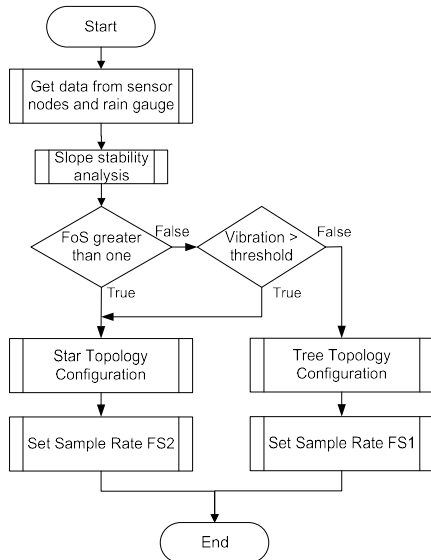 Start
Get data from sensor
nodes and rain gauge
Slope stability
analysis
FoS greater
than one
False
True
Vibration >
threshold
False
True
Star Topology
Configuration
Tree Topology
Configuration
Set Sample Rate FS2
Set Sample Rate FS1
End